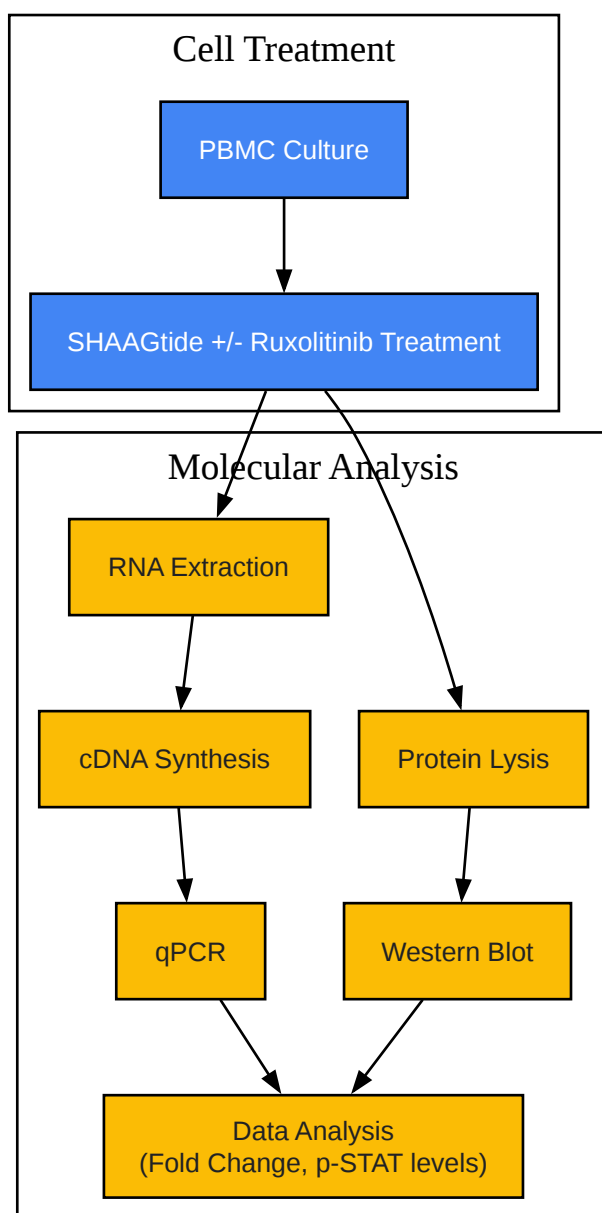 Cell Treatment
PBMC Culture
SHAAGtide +/- Ruxolitinib Treatment
Molecular Analysis
RNA Extraction
cDNA Synthesis
Protein Lysis
qPCR
Western Blot
Data Analysis
(Fold Change, p-STAT levels)